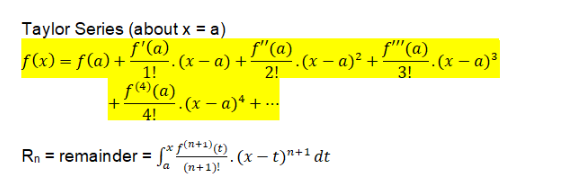 Taylor Series (about x = a)
f(x) = f(a) + f′(a)/1! .(x − a) + f″(a)/2! .(x − a)² + f‴(a)/3! .(x − a)³
+ f⁽⁴⁾(a)/4! .(x − a)⁴ + ⋯
Rₙ = remainder = ∫ₐˣ f⁽ⁿ⁺¹⁾(t)/(n+1)! . (x − t)ⁿ⁺¹ dt